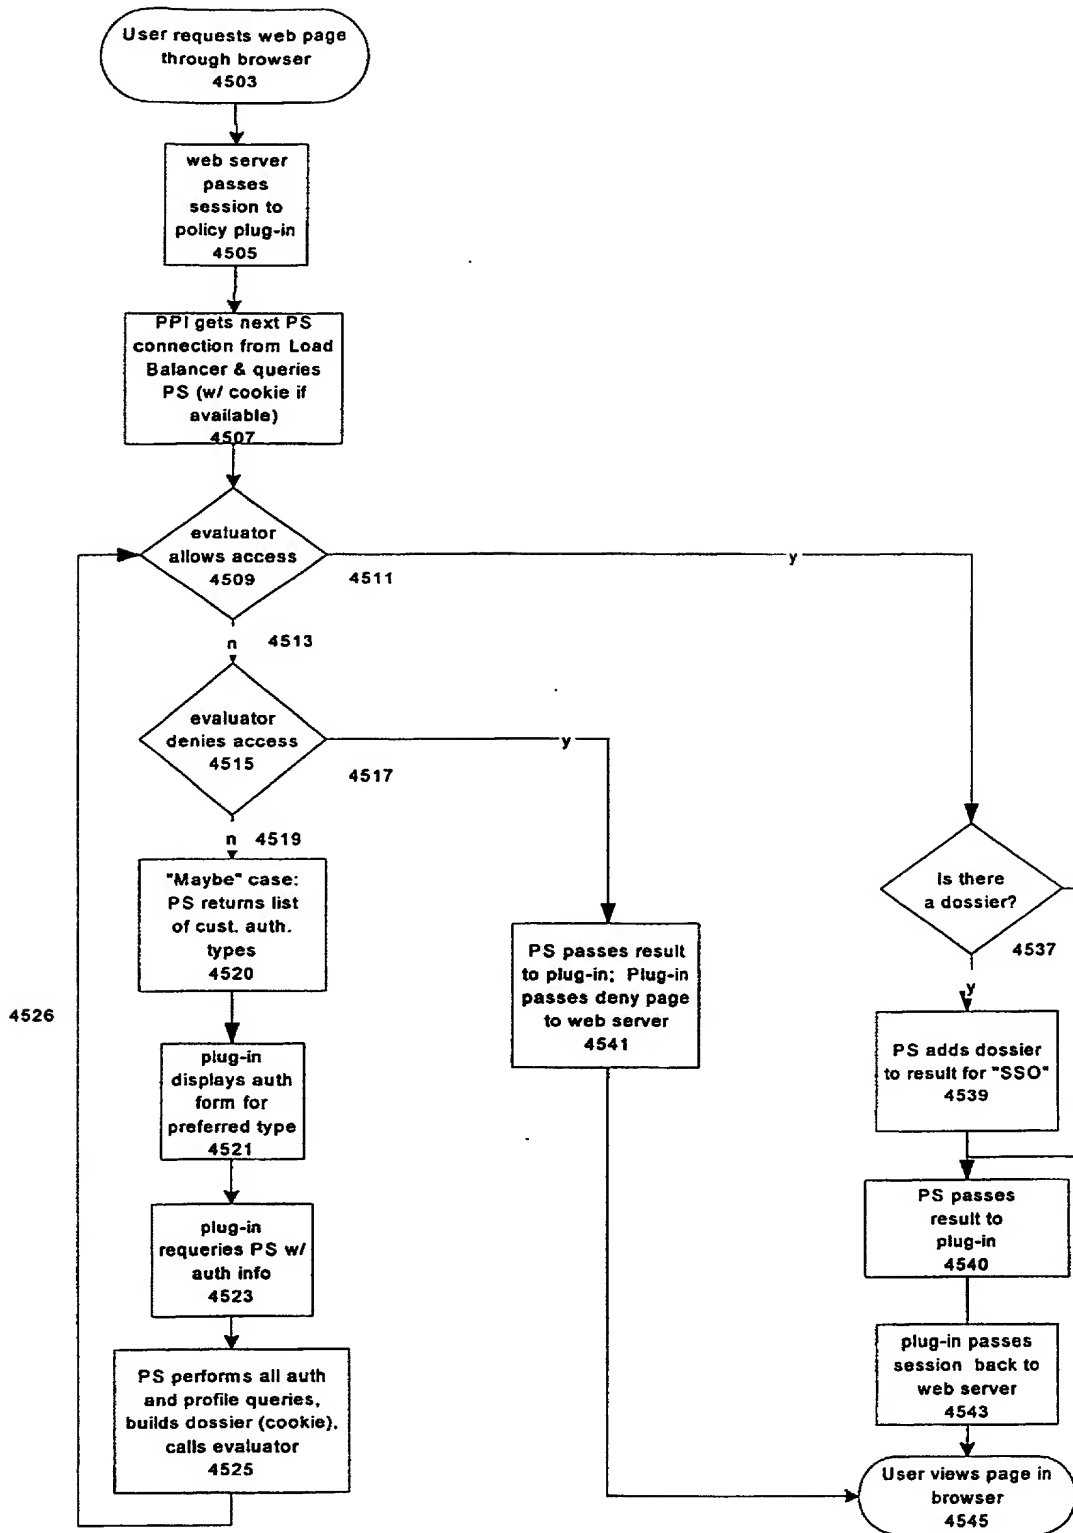 User requests web page
through browser
4503
web server
passes
session to
policy plug-in
4505
PPI gets next PS
connection from Load
Balancer & queries
PS (w/ cookie if
available)
4507
evaluator
allows access
4509
4511
y
n
4513
evaluator
denies access
4515
4517
y
n
4519
"Maybe" case:
PS returns list
of cust. auth.
types
4520
plug-in
displays auth
form for
preferred type
4521
plug-in
requeries PS w/
auth info
4523
PS performs all auth
and profile queries,
builds dossier (cookie),
calls evaluator
4525
4526
PS passes result
to plug-in; Plug-in
passes deny page
to web server
4541
Is there
a dossier?
4537
y
PS adds dossier
to result for "SSO"
4539
PS passes
result to
plug-in
4540
plug-in passes
session back to
web server
4543
User views page in
browser
4545